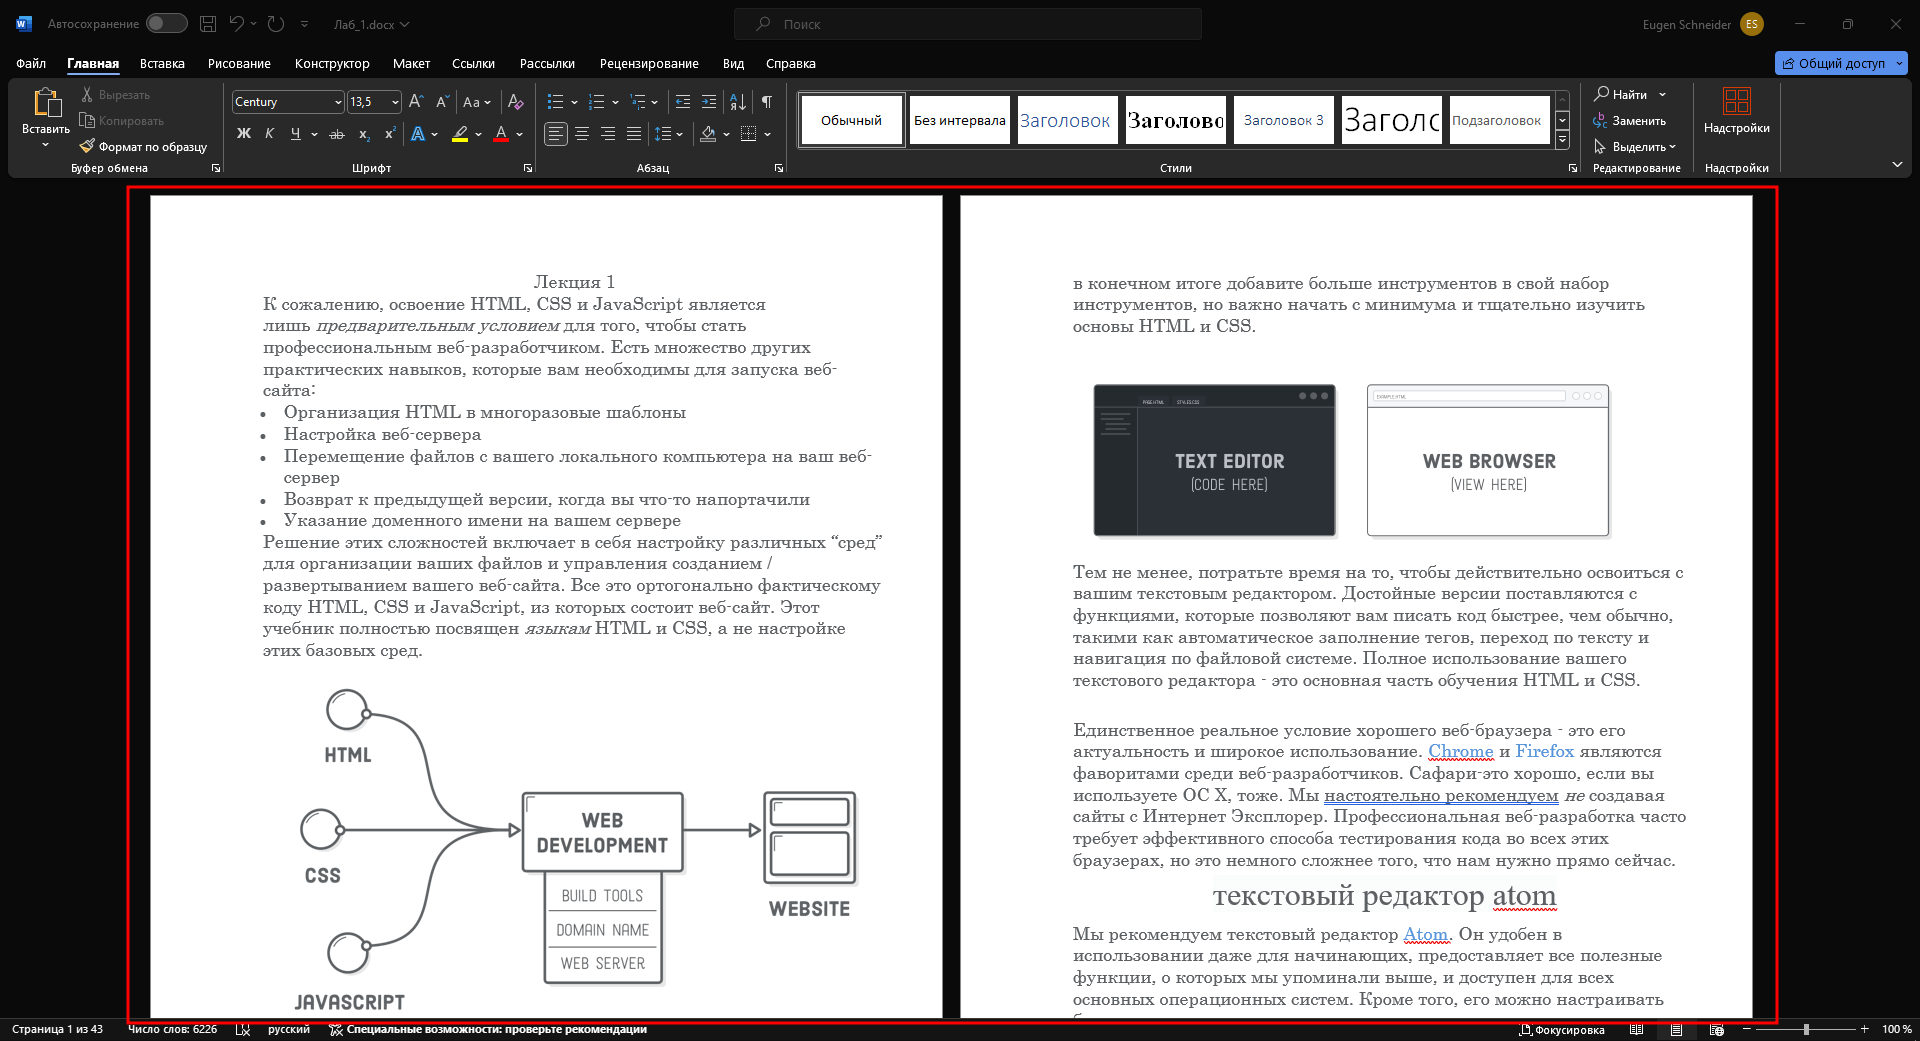 Автосохранение
Лаб_1.docx
Поиск
Eugen Schneider
ES
Файл
Главная
Вставка
Рисование
Конструктор
Макет
Ссылки
Рассылки
Рецензирование
Вид
Справка
Общий доступ
Вставить
Вырезать
Копировать
Формат по образцу
Буфер обмена
Century
13,5
Шрифт
Абзац
Обычный
Без интервала
Заголовок
Заголово
Заголовок 3
Заголо
Подзаголовок
Стили
Найти
Заменить
Выделить
Редактирование
Надстройки
Надстройки
Лекция 1
К сожалению, освоение HTML, CSS и JavaScript является
лишь предварительным условием для того, чтобы стать
профессиональным веб-разработчиком. Есть множество других
практических навыков, которые вам необходимы для запуска веб-
сайта:
• Организация HTML в многоразовые шаблоны
• Настройка веб-сервера
• Перемещение файлов с вашего локального компьютера на ваш веб-
сервер
• Возврат к предыдущей версии, когда вы что-то напортачили
• Указание доменного имени на вашем сервере
Решение этих сложностей включает в себя настройку различных “сред”
для организации ваших файлов и управления созданием /
развертыванием вашего веб-сайта. Все это ортогонально фактическому
коду HTML, CSS и JavaScript, из которых состоит веб-сайт. Этот
учебник полностью посвящен языкам HTML и CSS, а не настройке
этих базовых сред.
HTML
CSS
JAVASCRIPT
WEB
DEVELOPMENT
BUILD TOOLS
DOMAIN NAME
WEB SERVER
WEBSITE
в конечном итоге добавите больше инструментов в свой набор
инструментов, но важно начать с минимума и тщательно изучить
основы HTML и CSS.
STYLES.CSS
TEXT EDITOR
(CODE HERE)
EXAMPLE.HTML
WEB BROWSER
(VIEW HERE)
Тем не менее, потратьте время на то, чтобы действительно освоиться с
вашим текстовым редактором. Достойные версии поставляются с
функциями, которые позволяют вам писать код быстрее, чем обычно,
такими как автоматическое заполнение тегов, переход по тексту и
навигация по файловой системе. Полное использование вашего
текстового редактора - это основная часть обучения HTML и CSS.
Единственное реальное условие хорошего веб-браузера - это его
актуальность и широкое использование. Chrome и Firefox являются
фаворитами среди веб-разработчиков. Сафари-это хорошо, если вы
используете ОС X, тоже. Мы настоятельно рекомендуем не создавая
сайты с Интернет Эксплорер. Профессиональная веб-разработка часто
требует эффективного способа тестирования кода во всех этих
браузерах, но это немного сложнее того, что нам нужно прямо сейчас.
текстовый редактор atom
Мы рекомендуем текстовый редактор Atom. Он удобен в
использовании даже для начинающих, предоставляет все полезные
функции, о которых мы упоминали выше, и доступен для всех
основных операционных систем. Кроме того, его можно настраивать
Страница 1 из 43
Число слов: 6226
русский
Специальные возможности: проверьте рекомендации
Фокусировка
100 %